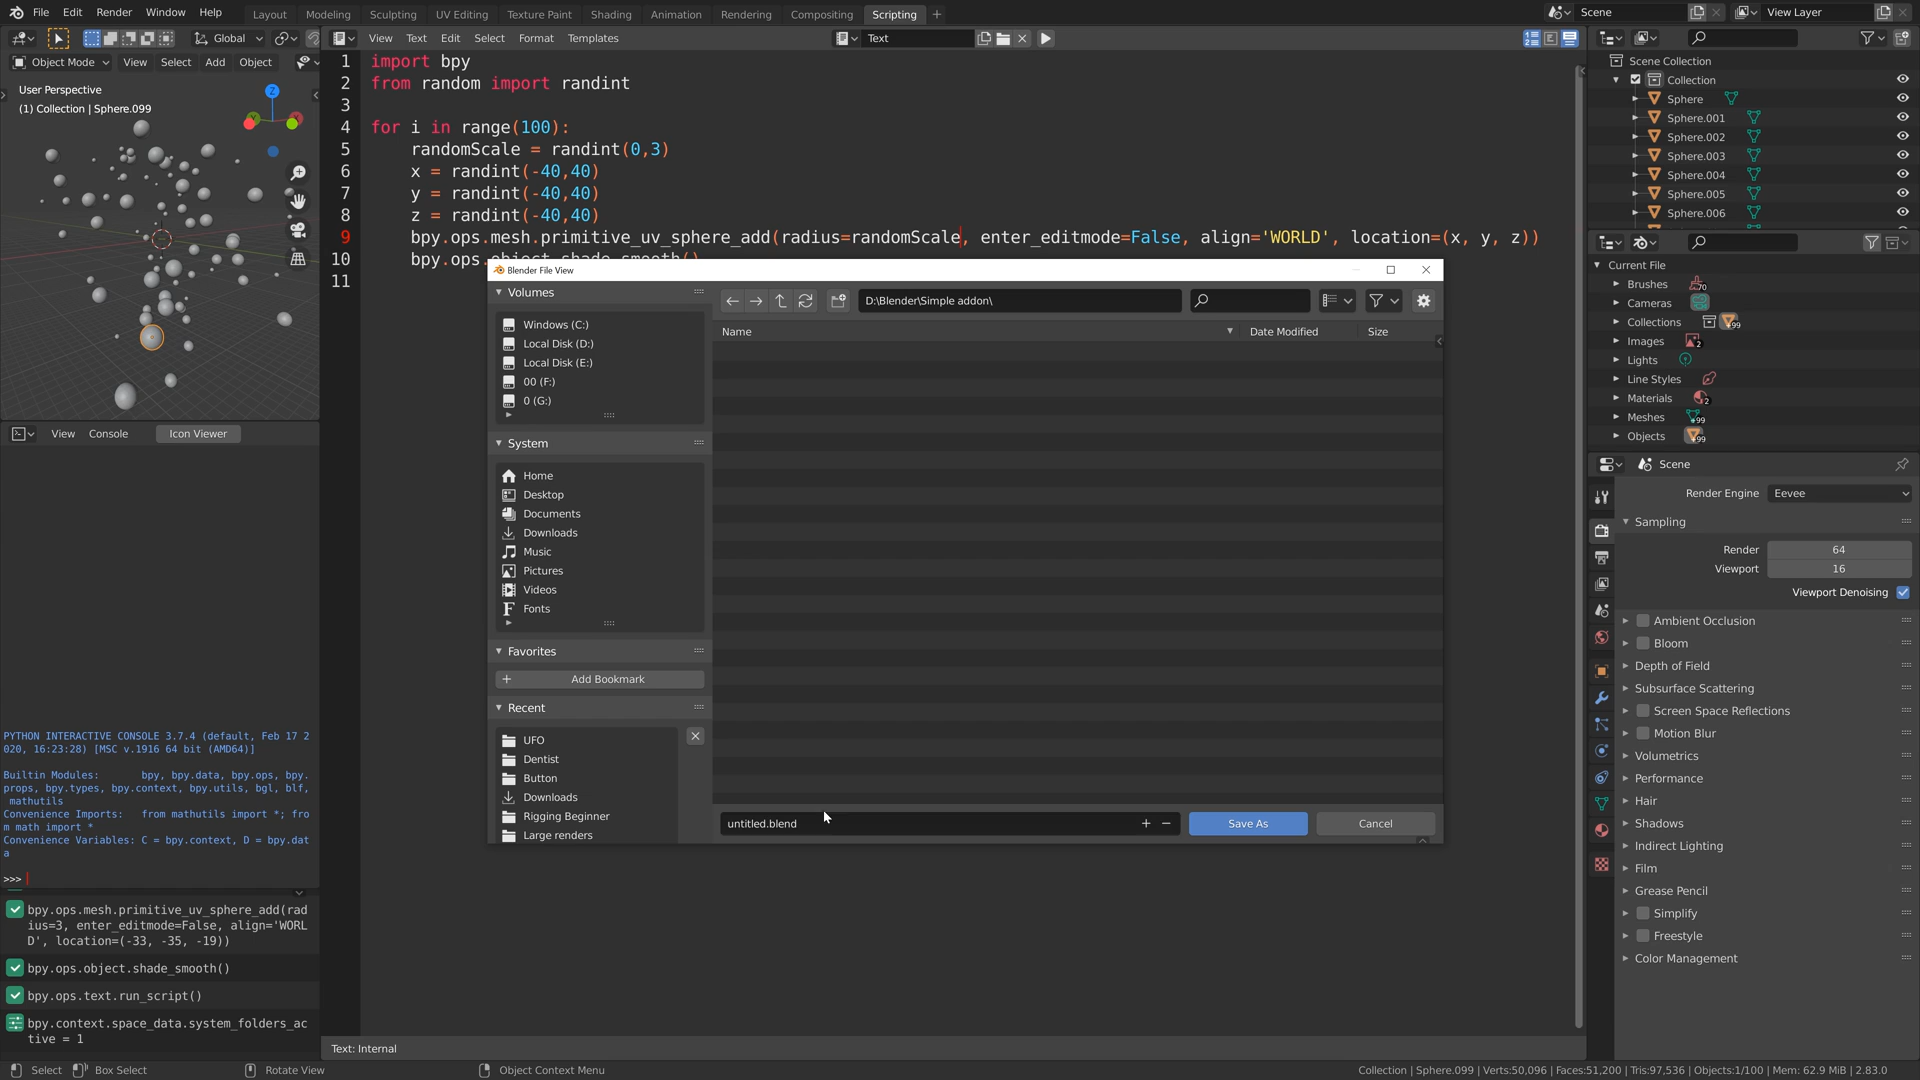 File Edit Render Window Help Layout Modeling Sculpting UV Editing Texture Paint Shading Animation Rendering Compositing Scripting + Scene View Layer
Global View Text Edit Select Format Templates Text
Object Mode View Select Add Object
User Perspective
(1) Collection | Sphere.099
Z
1 import bpy
2 from random import randint
3
4 for i in range(100):
5 randomScale = randint(0,3)
6 x = randint(-40,40)
7 y = randint(-40,40)
8 z = randint(-40,40)
9 bpy.ops.mesh.primitive_uv_sphere_add(radius=randomScale, enter_editmode=False, align='WORLD', location=(x, y, z))
10 bpy.ops.object.shade_smooth()
11
Blender File View
Volumes
Windows (C:)
Local Disk (D:)
Local Disk (E:)
00 (F:)
0 (G:)
System
Home
Desktop
Documents
Downloads
Music
Pictures
Videos
Fonts
Favorites
+ Add Bookmark
Recent
UFO
Dentist
Button
Downloads
Rigging Beginner
Large renders
D:\Blender\Simple addon\
Name Date Modified Size
untitled.blend + − Save As Cancel
View Console Icon Viewer
PYTHON INTERACTIVE CONSOLE 3.7.4 (default, Feb 17 2
020, 16:23:28) [MSC v.1916 64 bit (AMD64)]
Builtin Modules: bpy, bpy.data, bpy.ops, bpy.
props, bpy.types, bpy.context, bpy.utils, bgl, blf,
mathutils
Convenience Imports: from mathutils import *; fro
m math import *
Convenience Variables: C = bpy.context, D = bpy.dat
a
>>>
bpy.ops.mesh.primitive_uv_sphere_add(rad
ius=3, enter_editmode=False, align='WORL
D', location=(-33, -35, -19))
bpy.ops.object.shade_smooth()
bpy.ops.text.run_script()
bpy.context.space_data.system_folders_ac
tive = 1
Text: Internal
Scene Collection
Collection
Sphere
Sphere.001
Sphere.002
Sphere.003
Sphere.004
Sphere.005
Sphere.006
Current File
Brushes 70
Cameras
Collections +99
Images 2
Lights
Line Styles
Materials 2
Meshes +99
Objects +99
Scene
Render Engine Eevee
Sampling
Render 64
Viewport 16
Viewport Denoising
Ambient Occlusion
Bloom
Depth of Field
Subsurface Scattering
Screen Space Reflections
Motion Blur
Volumetrics
Performance
Hair
Shadows
Indirect Lighting
Film
Grease Pencil
Simplify
Freestyle
Color Management
Select Box Select Rotate View Object Context Menu Collection | Sphere.099 | Verts:50,096 | Faces:51,200 | Tris:97,536 | Objects:1/100 | Mem: 62.9 MiB | 2.83.0